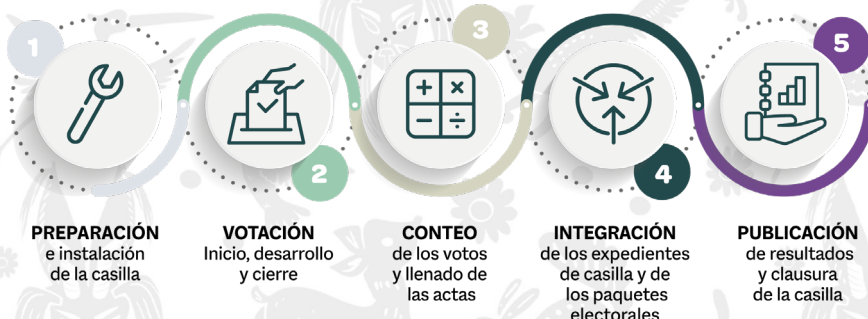 1
PREPARACIÓN
e instalación
de la casilla
2
VOTACIÓN
Inicio, desarrollo
y cierre
3
CONTEO
de los votos
y llenado de
las actas
4
INTEGRACIÓN
de los expedientes
de casilla y de
los paquetes
electorales
5
PUBLICACIÓN
de resultados
y clausura
de la casilla